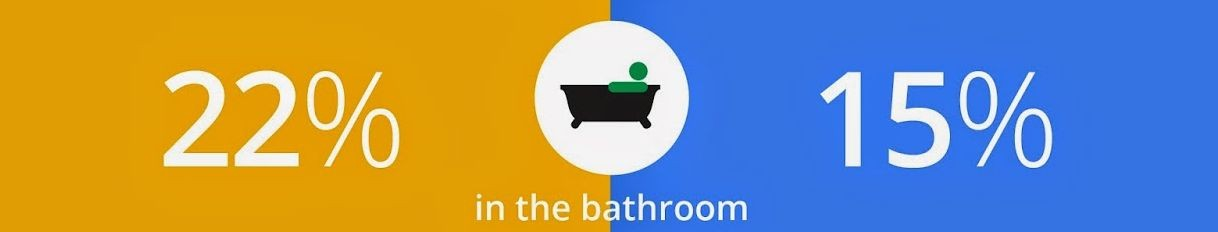 22%
15%
in the bathroom